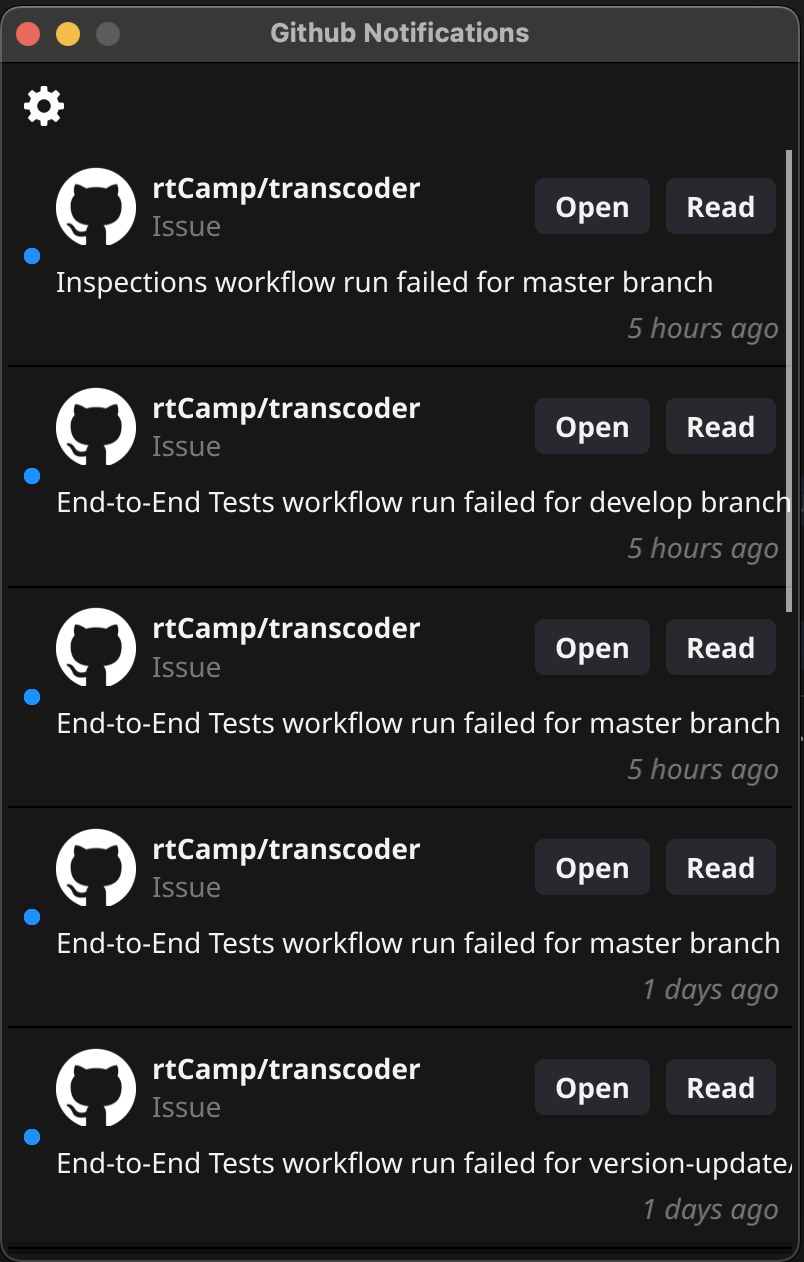 Github Notifications
rtCamp/transcoder
Issue
Open
Read
Inspections workflow run failed for master branch
5 hours ago
rtCamp/transcoder
Issue
Open
Read
End-to-End Tests workflow run failed for develop branch
5 hours ago
rtCamp/transcoder
Issue
Open
Read
End-to-End Tests workflow run failed for master branch
5 hours ago
rtCamp/transcoder
Issue
Open
Read
End-to-End Tests workflow run failed for master branch
1 days ago
rtCamp/transcoder
Issue
Open
Read
End-to-End Tests workflow run failed for version-update/
1 days ago